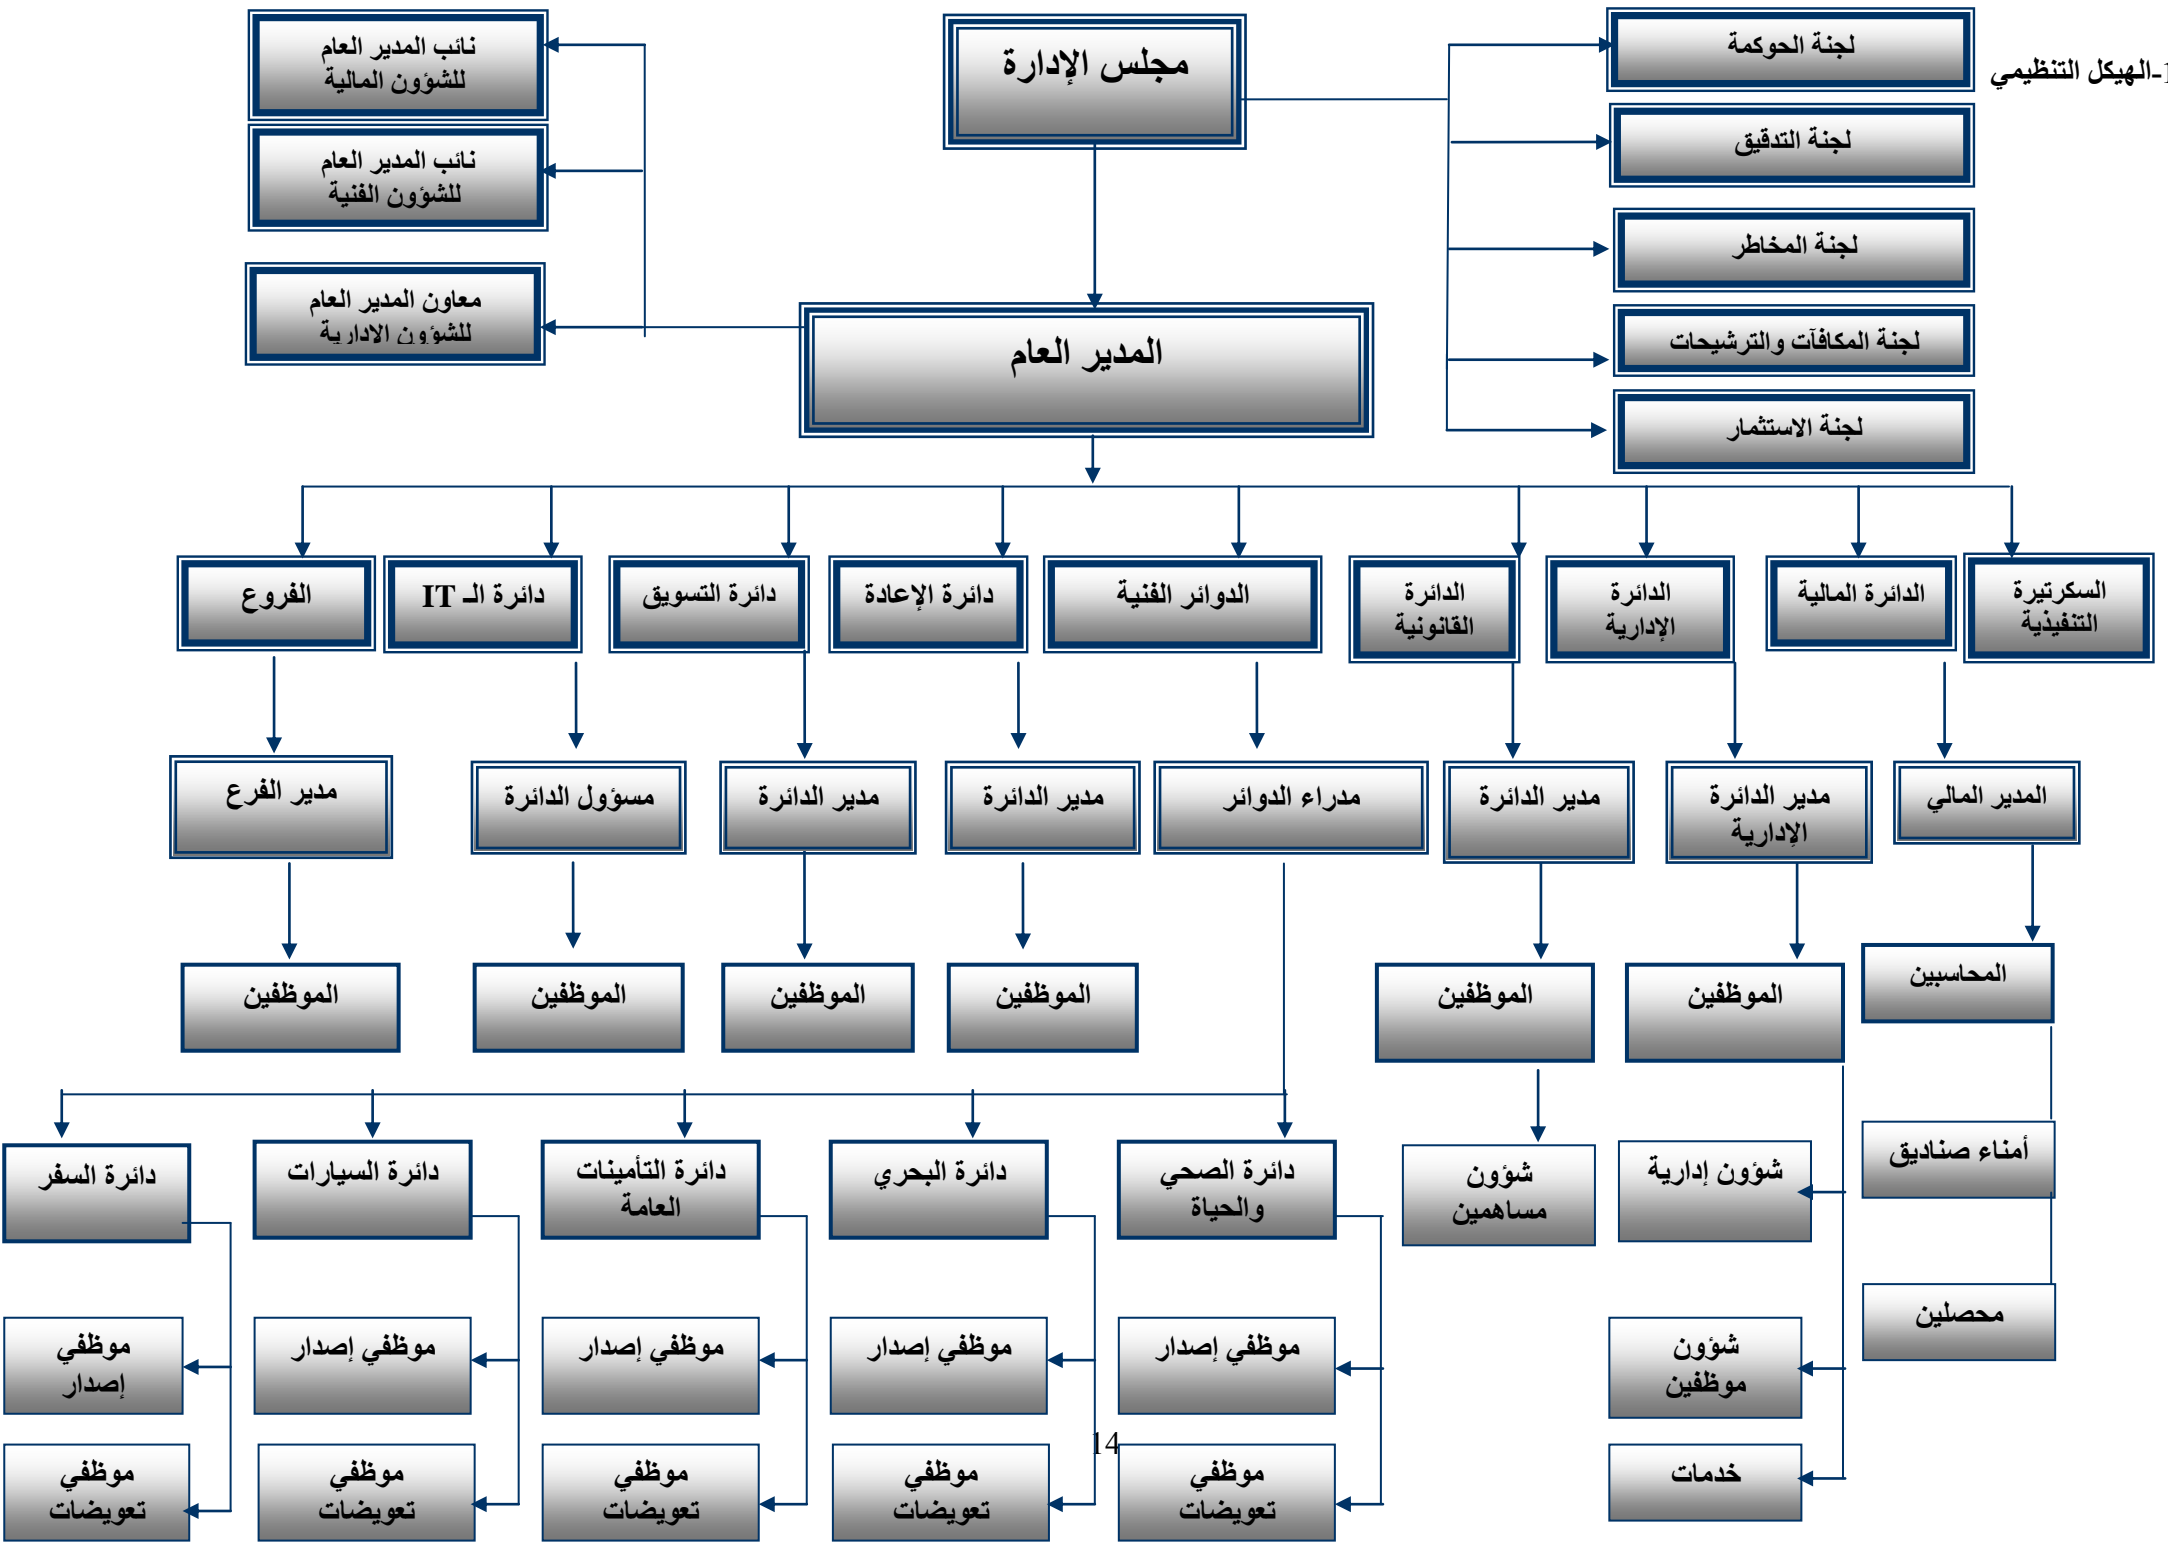 1-الهيكل التنظيمي
مجلس الإدارة
لجنة الحوكمة
لجنة التدقيق
لجنة المخاطر
لجنة المكافآت والترشيحات
لجنة الاستثمار
نائب المدير العام
للشؤون المالية
نائب المدير العام
للشؤون الفنية
معاون المدير العام
للشؤون الادارية
المدير العام
السكرتيرة
التنفيذية
الدائرة المالية
الدائرة
الإدارية
الدائرة
القانونية
الدوائر الفنية
دائرة الإعادة
دائرة التسويق
دائرة الـ IT
الفروع
المدير المالي
مدير الدائرة
الإدارية
مدير الدائرة
مدراء الدوائر
مدير الدائرة
مدير الدائرة
مسؤول الدائرة
مدير الفرع
المحاسبين
الموظفين
الموظفين
الموظفين
الموظفين
الموظفين
الموظفين
أمناء صناديق
شؤون إدارية
شؤون
مساهمين
دائرة الصحي
والحياة
دائرة البحري
دائرة التأمينات
العامة
دائرة السيارات
دائرة السفر
محصلين
شؤون
موظفين
موظفي إصدار
موظفي إصدار
موظفي إصدار
موظفي إصدار
موظفي
إصدار
خدمات
موظفي
تعويضات
موظفي
تعويضات
موظفي
تعويضات
موظفي
تعويضات
موظفي
تعويضات
14